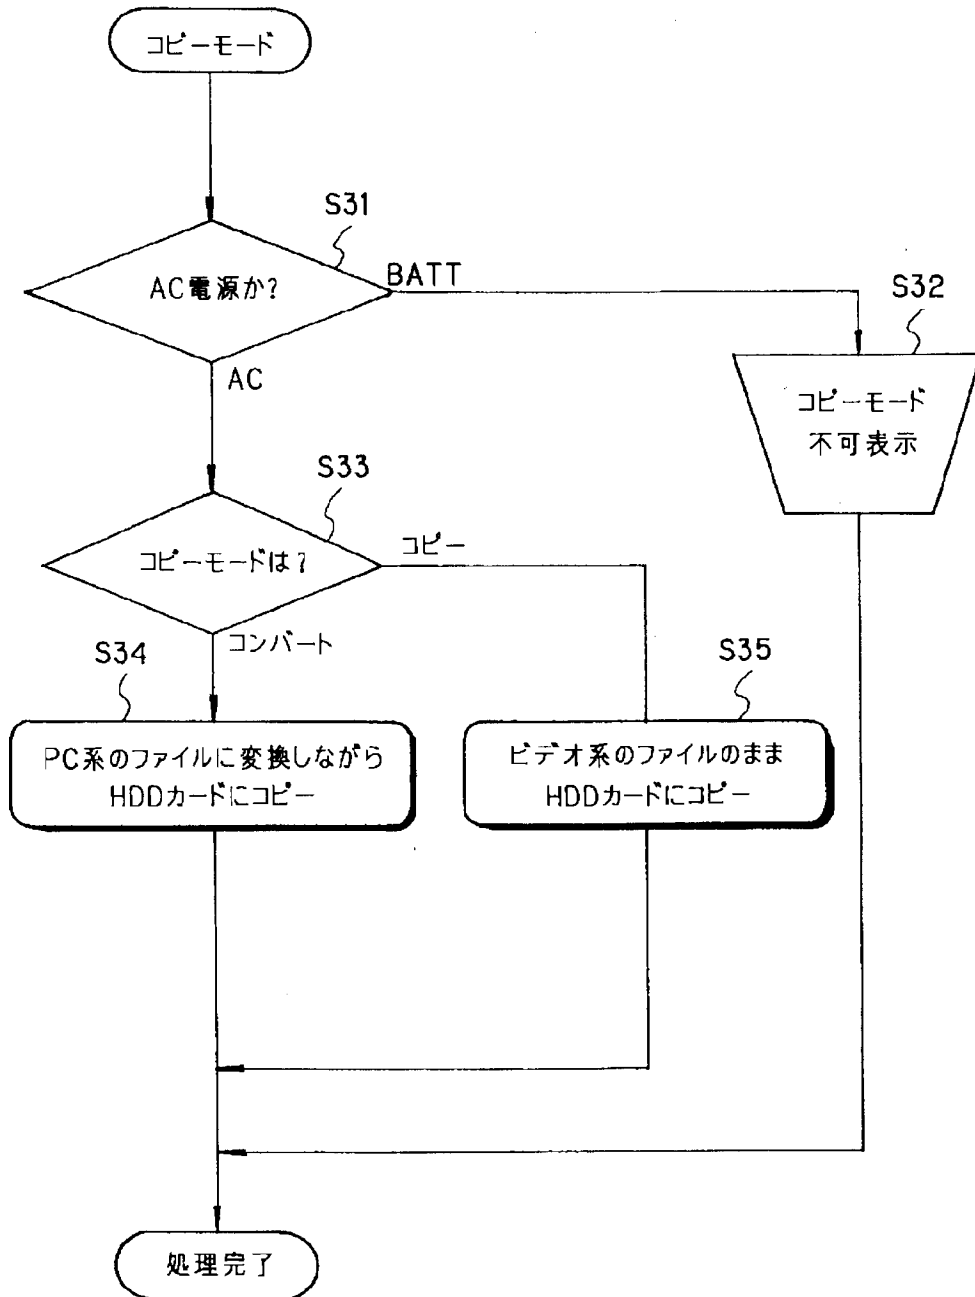 コピーモード
S31
AC電源か?
BATT
S32
コピーモード
不可表示
AC
S33
コピーモードは?
コピー
コンバート
S34
PC系のファイルに変換しながら
HDDカードにコピー
S35
ビデオ系のファイルのまま
HDDカードにコピー
処理完了